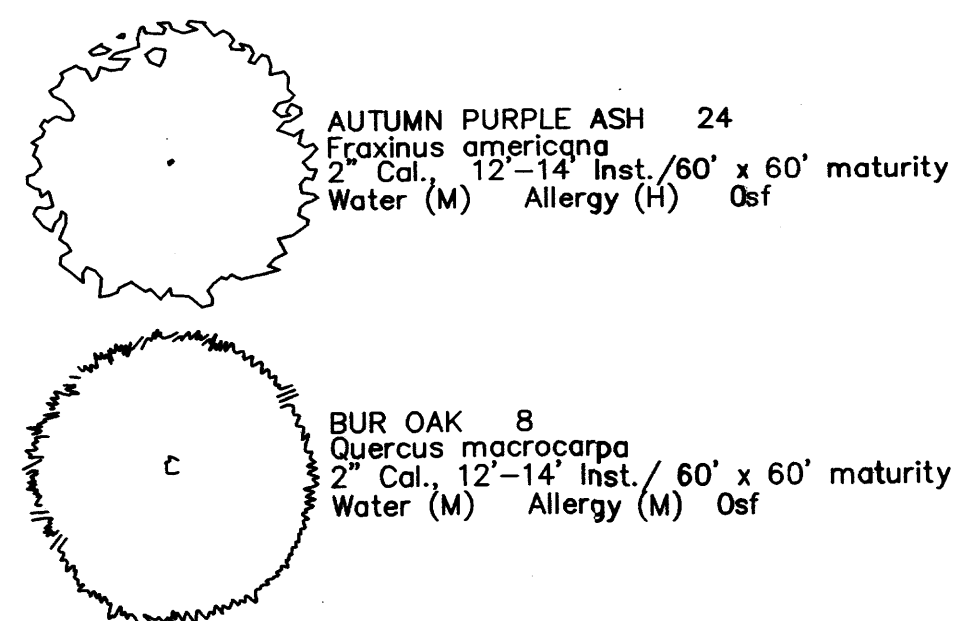 AUTUMN PURPLE ASH 24
Fraxinus americana
2" Cal., 12'-14' Inst./60' x 60' maturity
Water (M) Allergy (H) 0sf
BUR OAK 8
Quercus macrocarpa
2" Cal., 12'-14' Inst./ 60' x 60' maturity
Water (M) Allergy (M) 0sf